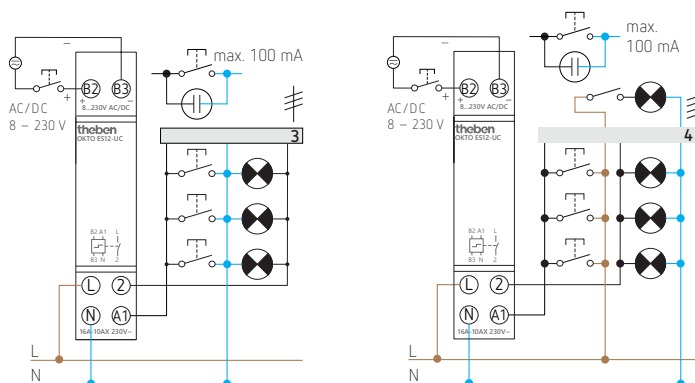 max. 100 mA
–
B2 B3
+ –
8...230V AC/DC
AC/DC
8 – 230 V
+
theben
OKTO ES12-UC
3
B2 A1 L
B3 N 2
L 2
N A1
16A-10AX 230V~
L
N
max.
100 mA
–
B2 B3
+ –
8...230V AC/DC
AC/DC
8 – 230 V
+
theben
OKTO ES12-UC
4
B2 A1 L
B3 N 2
L 2
N A1
16A-10AX 230V~
L
N